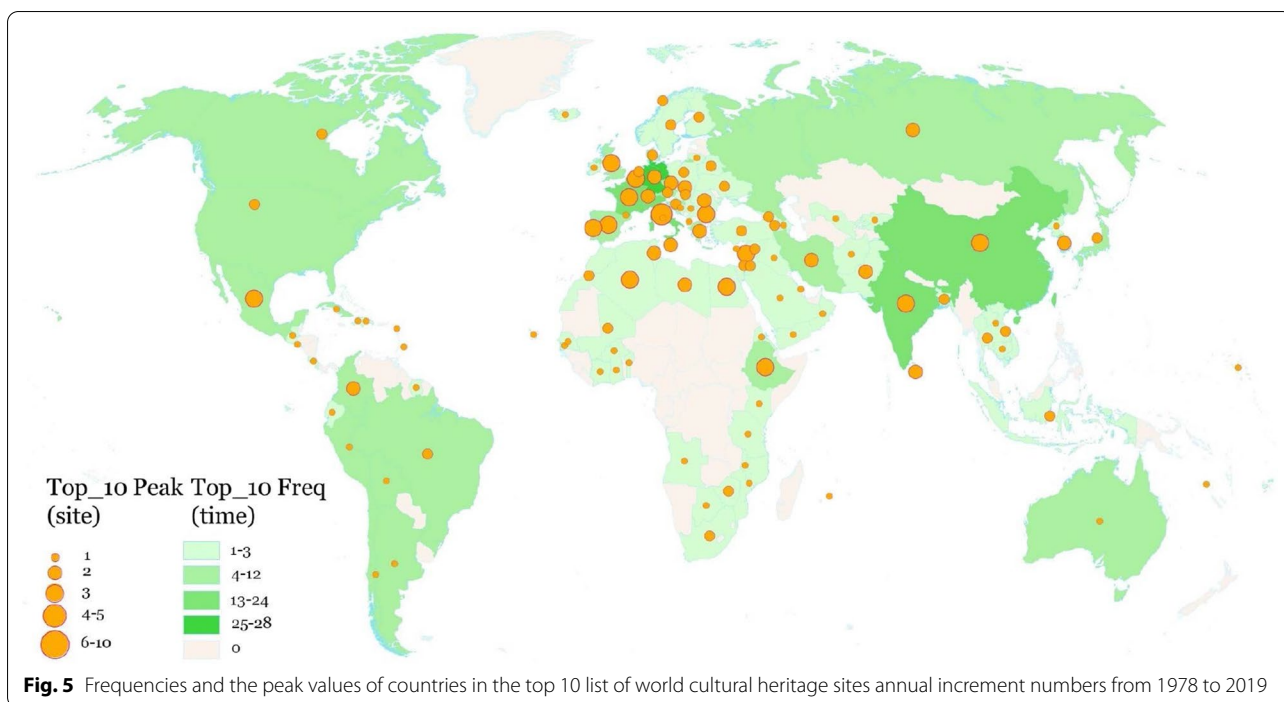 Top_10 Peak Top_10 Freq
(site) (time)
1 1-3
2 4-12
3 13-24
4-5 25-28
6-10 0
Fig. 5 Frequencies and the peak values of countries in the top 10 list of world cultural heritage sites annual increment numbers from 1978 to 2019